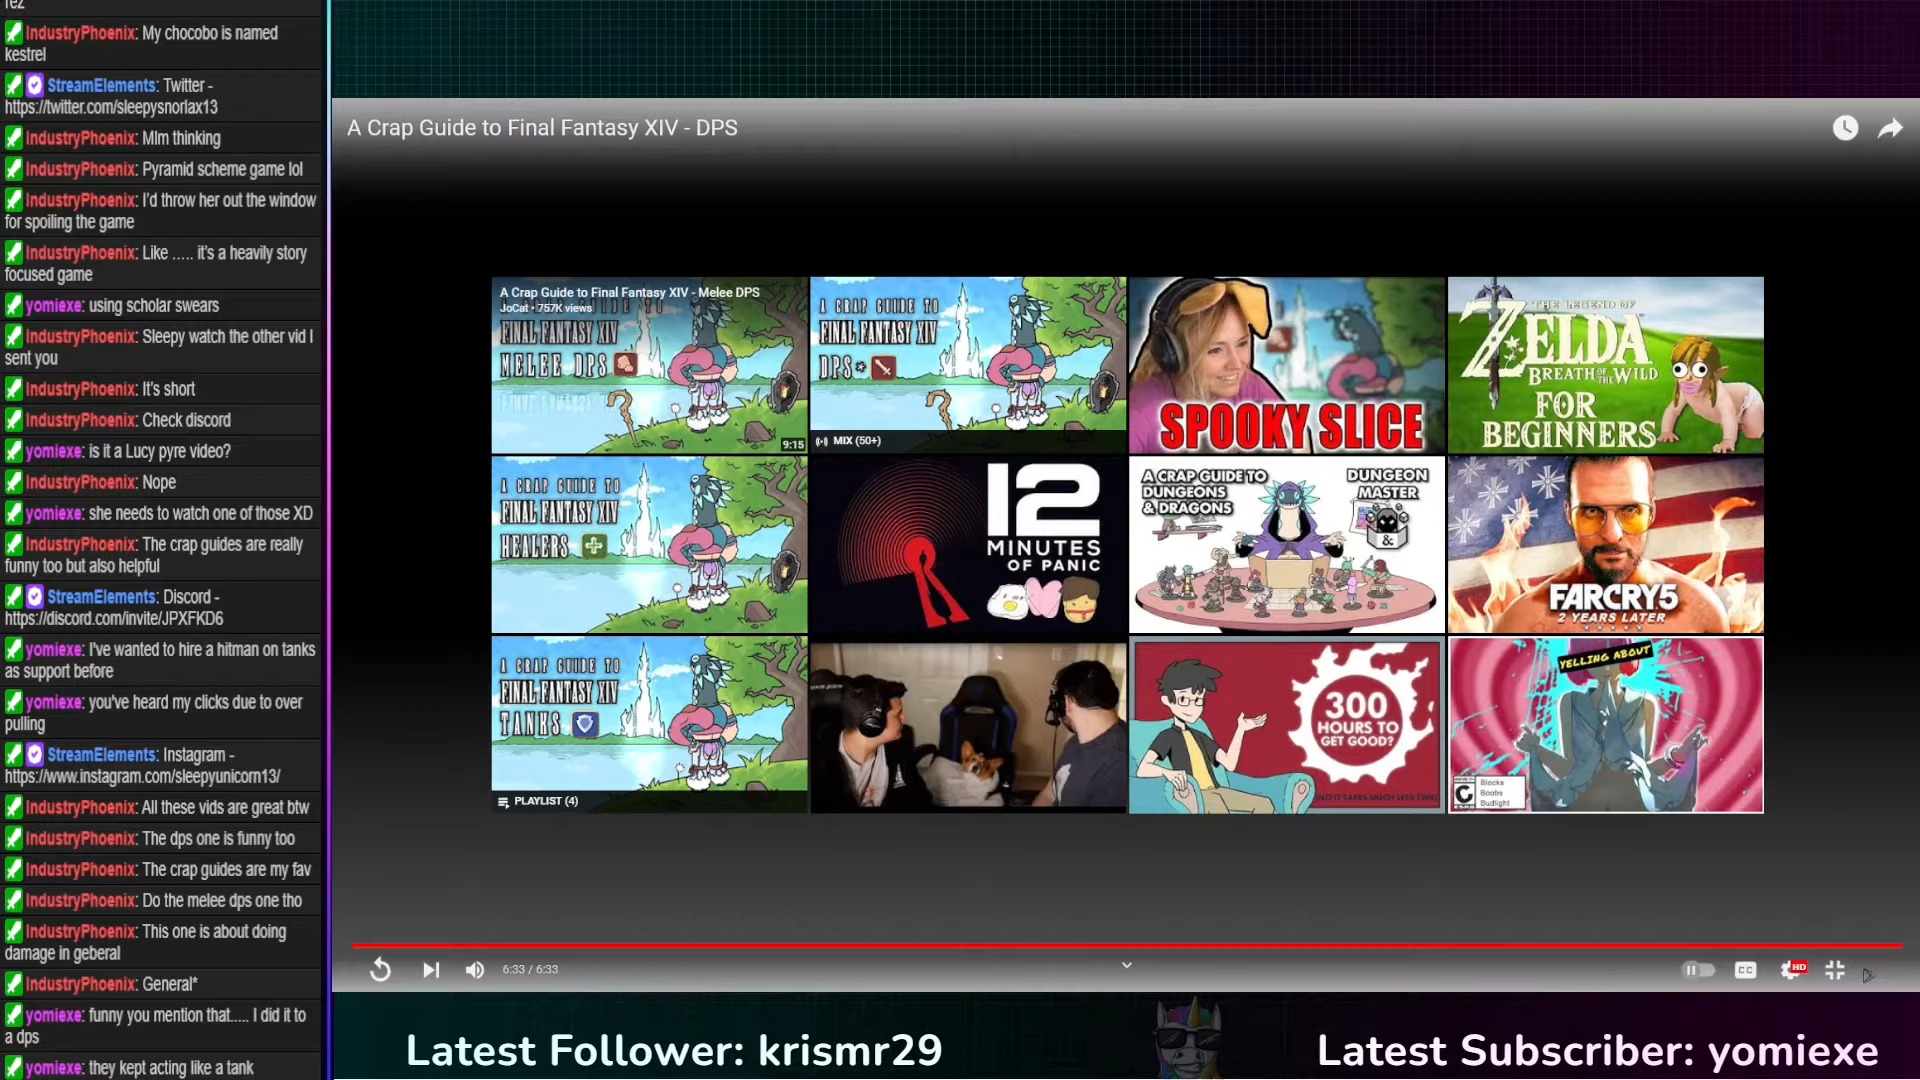 rez
IndustryPhoenix: My chocobo is named
kestrel
StreamElements: Twitter -
https://twitter.com/sleepysnorlax13
IndustryPhoenix: Mlm thinking
IndustryPhoenix: Pyramid scheme game lol
IndustryPhoenix: I'd throw her out the window
for spoiling the game
IndustryPhoenix: Like ..... it's a heavily story
focused game
yomiexe: using scholar swears
IndustryPhoenix: Sleepy watch the other vid I
sent you
IndustryPhoenix: It's short
IndustryPhoenix: Check discord
yomiexe: is it a Lucy pyre video?
IndustryPhoenix: Nope
yomiexe: she needs to watch one of those XD
IndustryPhoenix: The crap guides are really
funny too but also helpful
StreamElements: Discord -
https://discord.com/invite/JPXFKD6
yomiexe: I've wanted to hire a hitman on tanks
as support before
yomiexe: you've heard my clicks due to over
pulling
StreamElements: Instagram -
https://www.instagram.com/sleepyunicorn13/
IndustryPhoenix: All these vids are great btw
IndustryPhoenix: The dps one is funny too
IndustryPhoenix: The crap guides are my fav
IndustryPhoenix: Do the melee dps one tho
IndustryPhoenix: This one is about doing
damage in geberal
IndustryPhoenix: General*
yomiexe: funny you mention that..... I did it to
a dps
yomiexe: they kept acting like a tank
A Crap Guide to Final Fantasy XIV - DPS
A Crap Guide to Final Fantasy XIV - Melee DPS
JoCat • 757K views
FINAL FANTASY XIV
MELEE DPS
9:15
A CRAP GUIDE TO
FINAL FANTASY XIV
DPS
MIX (50+)
SPOOKY SLICE
THE LEGEND OF
ZELDA
BREATH OF THE WILD
FOR
BEGINNERS
A CRAP GUIDE TO
FINAL FANTASY XIV
HEALERS
12
MINUTES
OF PANIC
A CRAP GUIDE TO
DUNGEONS
& DRAGONS
DUNGEON
MASTER
&
FARCRY5
2 YEARS LATER
A CRAP GUIDE TO
FINAL FANTASY XIV
TANKS
PLAYLIST (4)
300
HOURS TO
GET GOOD?
(NO IT TAKES MUCH LESS TIME)
YELLING ABOUT
C
Blocks
Boobs
Budlight
6:33 / 6:33
CC
HD
Latest Follower: krismr29
Latest Subscriber: yomiexe